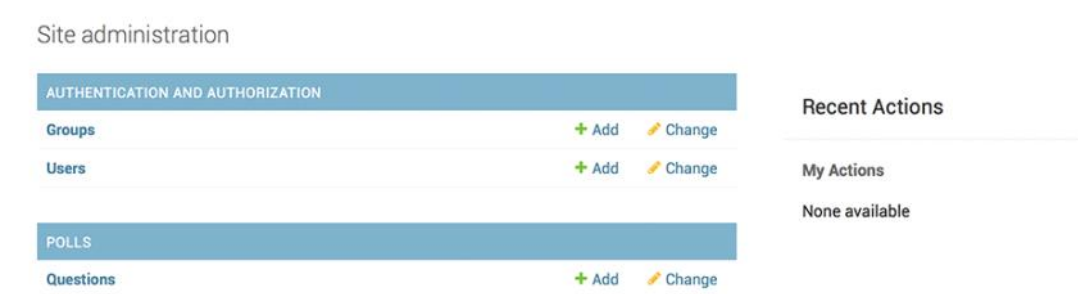 Site administration
AUTHENTICATION AND AUTHORIZATION
Groups + Add Change
Users + Add Change
POLLS
Questions + Add Change
Recent Actions
My Actions
None available